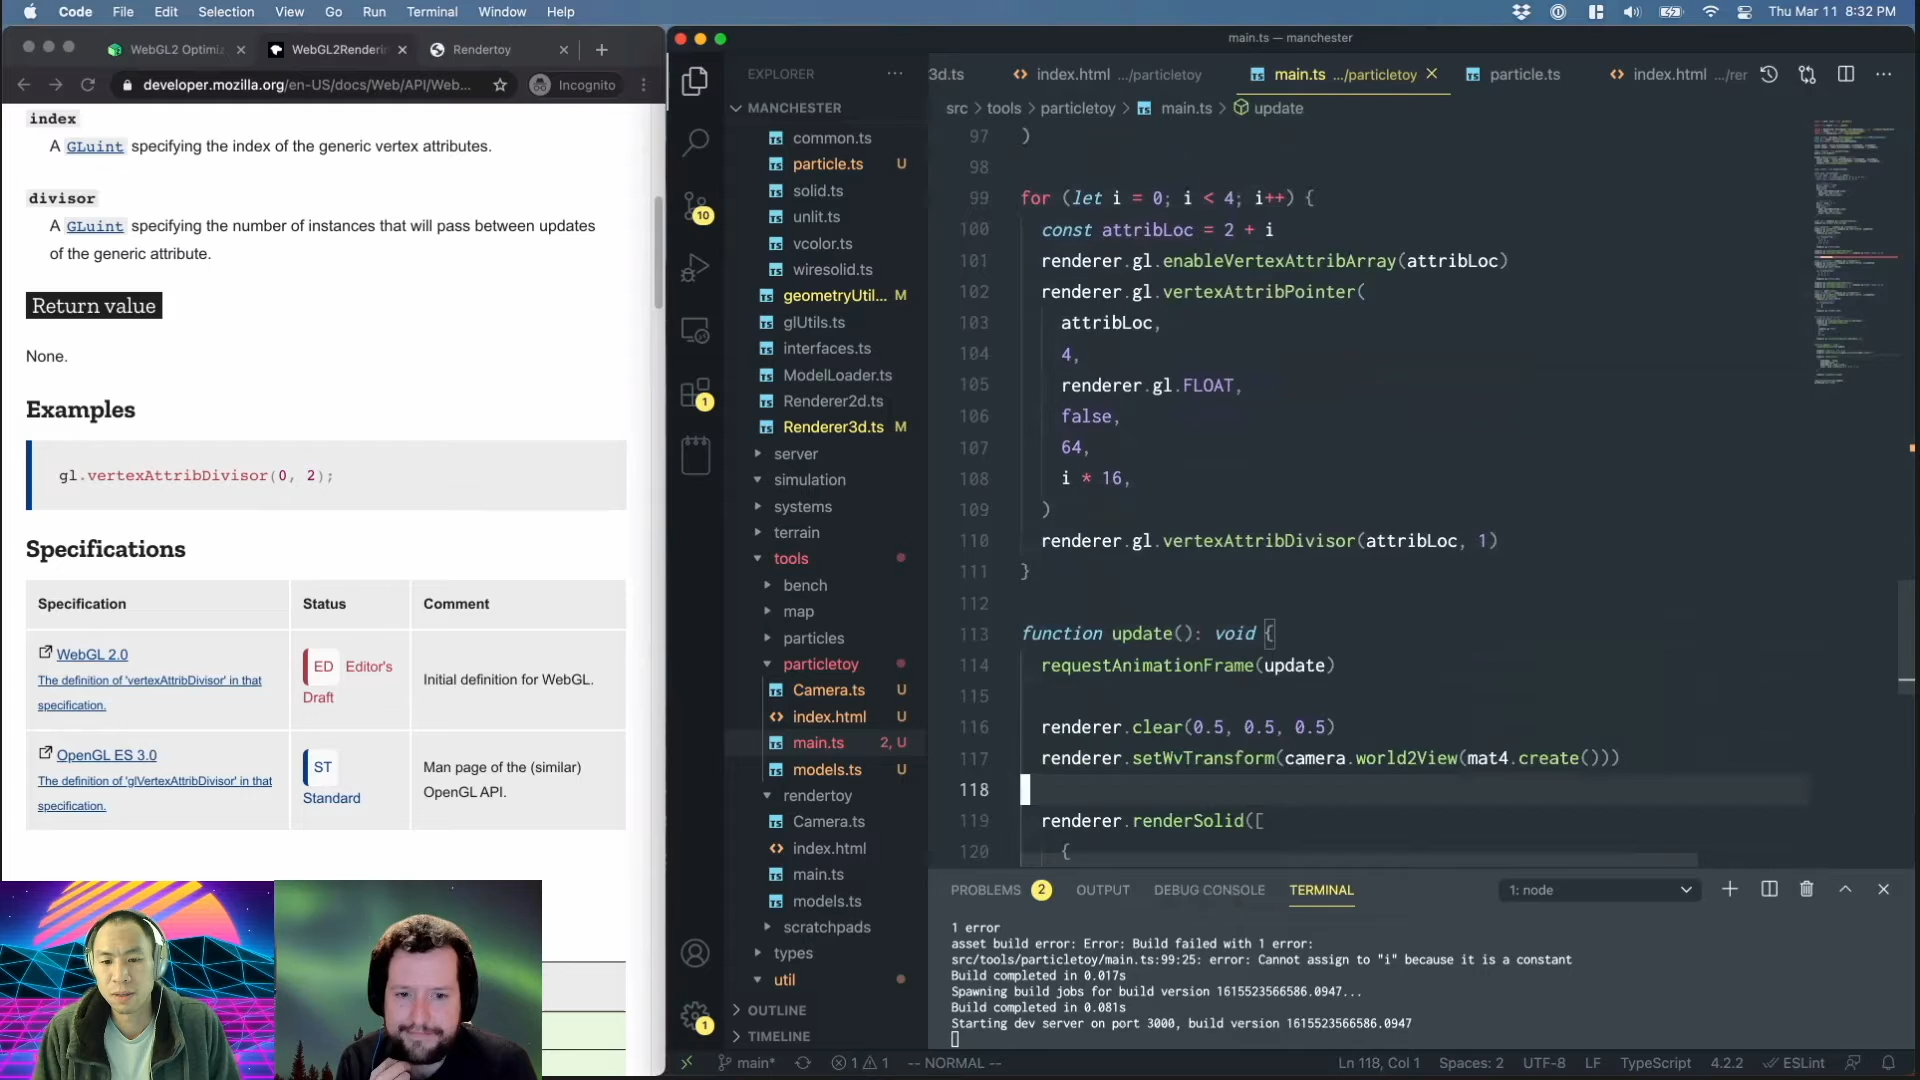 Code File Edit Selection View Go Run Terminal Window Help
Thu Mar 11 8:32 PM
WebGL2 Optimi
WebGL2Renderin
Rendertoy
developer.mozilla.org/en-US/docs/Web/API/Web...
Incognito
index
A GLuint specifying the index of the generic vertex attributes.
divisor
A GLuint specifying the number of instances that will pass between updates
of the generic attribute.
Return value
None.
Examples
gl.vertexAttribDivisor(0, 2);
Specifications
Specification Status Comment
WebGL 2.0
The definition of 'vertexAttribDivisor' in that
specification.
ED Editor's
Draft
Initial definition for WebGL.
OpenGL ES 3.0
The definition of 'glVertexAttribDivisor' in that
specification.
ST
Standard
Man page of the (similar)
OpenGL API.
main.ts — manchester
EXPLORER ...
MANCHESTER
common.ts
particle.ts U
solid.ts
unlit.ts
vcolor.ts
wiresolid.ts
geometryUtil... M
glUtils.ts
interfaces.ts
ModelLoader.ts
Renderer2d.ts
Renderer3d.ts M
server
simulation
systems
terrain
tools
bench
map
particles
particletoy
Camera.ts U
index.html U
main.ts 2, U
models.ts U
rendertoy
Camera.ts
index.html
main.ts
models.ts
scratchpads
types
util
OUTLINE
TIMELINE
10
1
1
3d.ts
index.html .../particletoy
main.ts .../particletoy
particle.ts
index.html .../rer
src > tools > particletoy > main.ts > update
97 )
98
99 for (let i = 0; i < 4; i++) {
100 const attribLoc = 2 + i
101 renderer.gl.enableVertexAttribArray(attribLoc)
102 renderer.gl.vertexAttribPointer(
103 attribLoc,
104 4,
105 renderer.gl.FLOAT,
106 false,
107 64,
108 i * 16,
109 )
110 renderer.gl.vertexAttribDivisor(attribLoc, 1)
111 }
112
113 function update(): void {
114 requestAnimationFrame(update)
115
116 renderer.clear(0.5, 0.5, 0.5)
117 renderer.setWvTransform(camera.world2View(mat4.create()))
118
119 renderer.renderSolid([
120 {
PROBLEMS 2 OUTPUT DEBUG CONSOLE TERMINAL 1: node
1 error
asset build error: Error: Build failed with 1 error:
src/tools/particletoy/main.ts:99:25: error: Cannot assign to "i" because it is a constant
Build completed in 0.017s
Spawning build jobs for build version 1615523566586.0947...
Build completed in 0.081s
Starting dev server on port 3000, build version 1615523566586.0947
main* 1 1 -- NORMAL -- Ln 118, Col 1 Spaces: 2 UTF-8 LF TypeScript 4.2.2 ESLint